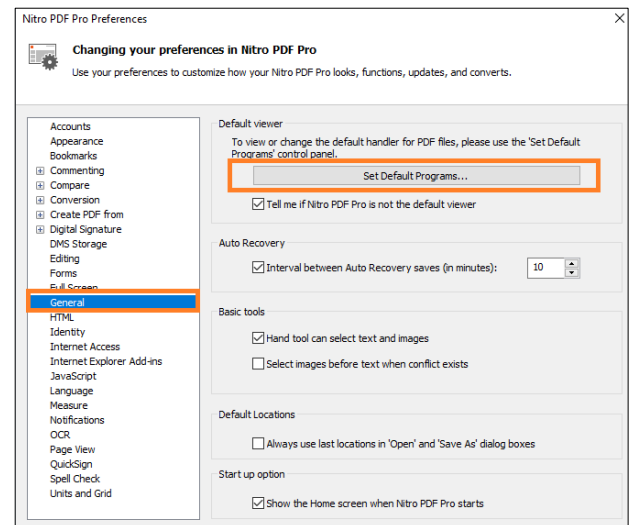 Nitro PDF Pro Preferences
Changing your preferences in Nitro PDF Pro
Use your preferences to customize how your Nitro PDF Pro looks, functions, updates, and converts.
Accounts
Appearance
Bookmarks
Commenting
Compare
Conversion
Create PDF from
Digital Signature
DMS Storage
Editing
Forms
Full Screen
General
HTML
Identity
Internet Access
Internet Explorer Add-ins
JavaScript
Language
Measure
Notifications
OCR
Page View
QuickSign
Spell Check
Units and Grid
Default viewer
To view or change the default handler for PDF files, please use the 'Set Default
Programs' control panel.
Set Default Programs...
Tell me if Nitro PDF Pro is not the default viewer
Auto Recovery
Interval between Auto Recovery saves (in minutes): 10
Basic tools
Hand tool can select text and images
Select images before text when conflict exists
Default Locations
Always use last locations in 'Open' and 'Save As' dialog boxes
Start up option
Show the Home screen when Nitro PDF Pro starts